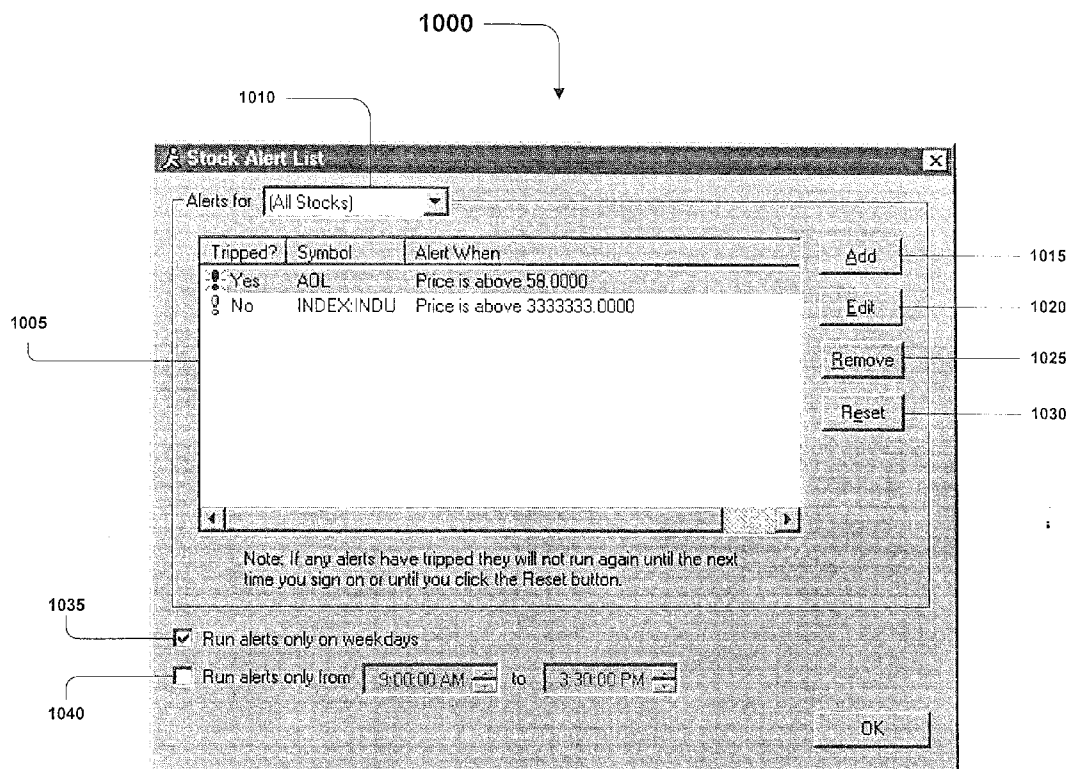 1000
1010
Stock Alert List
Alerts for (All Stocks)
Tripped? Symbol Alert When
Yes AOL Price is above 58.0000
No INDEX:INDU Price is above 3333333.0000
Add 1015
Edit 1020
1005
Remove 1025
Reset 1030
Note: If any alerts have tripped they will not run again until the next
time you sign on or until you click the Reset button.
1035
Run alerts only on weekdays
Run alerts only from 9:00:00 AM to 3:30:00 PM
1040
OK